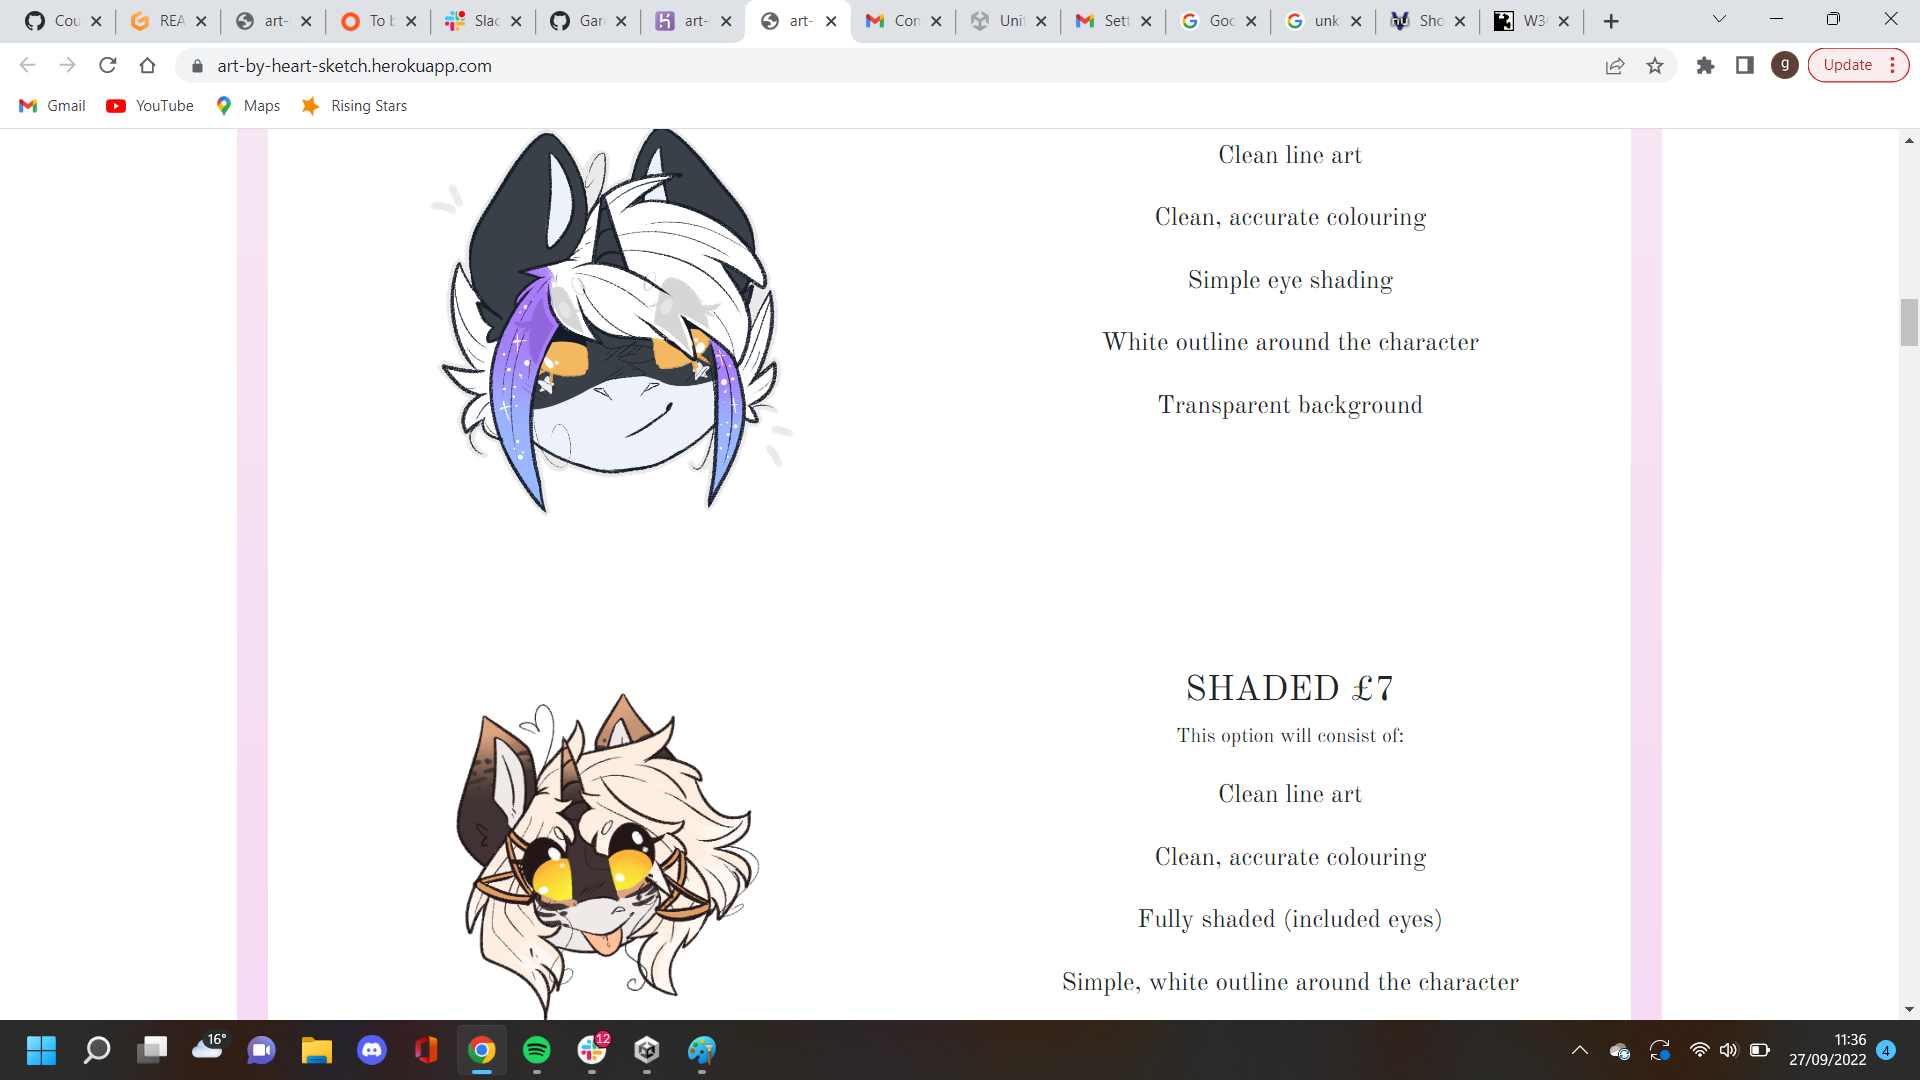 Cou
REA
art-
To b
Slac
Gar
art-
art-
Con
Unit
Sett
Goo
unk
Sho
W3
art-by-heart-sketch.herokuapp.com
g
Update
Gmail
YouTube
Maps
Rising Stars
Clean line art
Clean, accurate colouring
Simple eye shading
White outline around the character
Transparent background
SHADED £7
This option will consist of:
Clean line art
Clean, accurate colouring
Fully shaded (included eyes)
Simple, white outline around the character
16°
12
11:36
27/09/2022
4